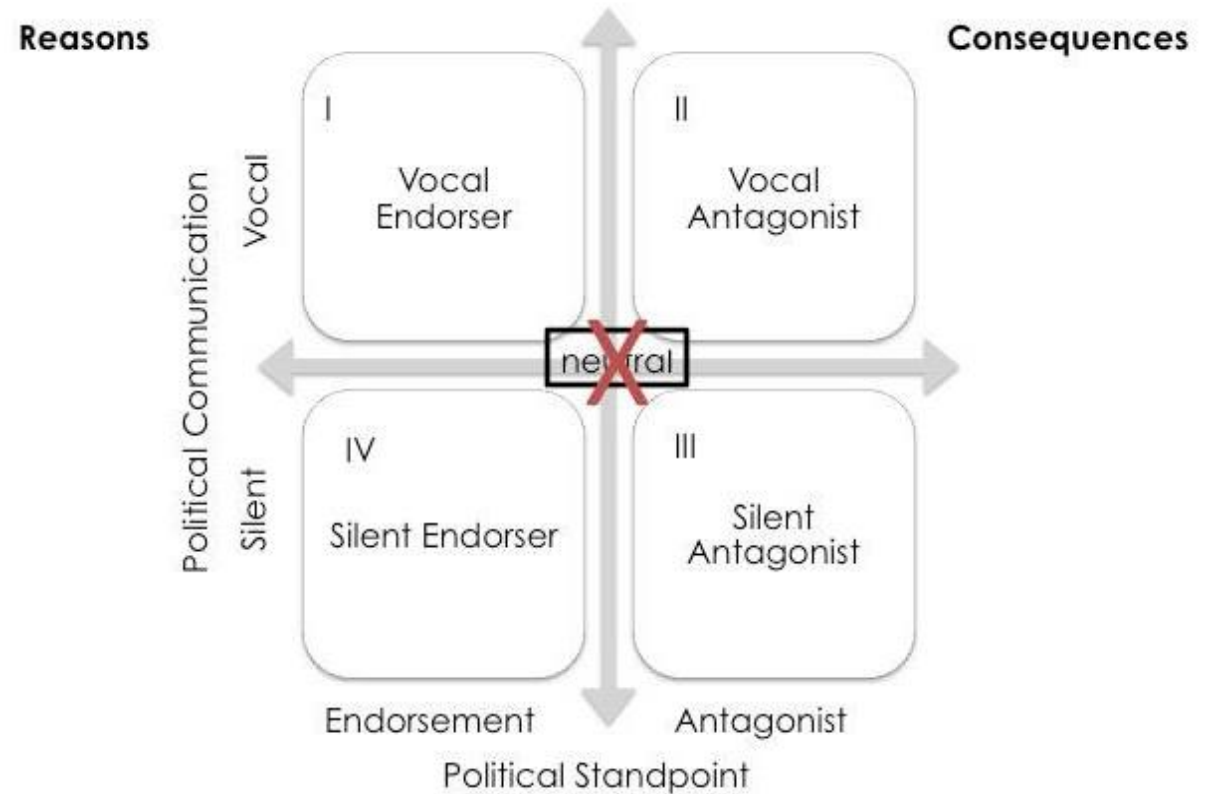 Reasons
Consequences
I
Vocal
Endorser
II
Vocal
Antagonist
Political Communication
Vocal
Silent
neutral
IV
Silent Endorser
III
Silent
Antagonist
Endorsement
Antagonist
Political Standpoint